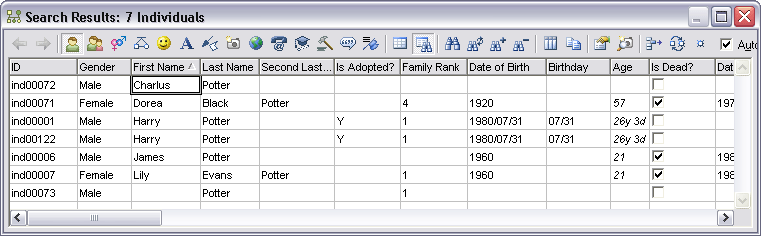 Search Results: 7 Individuals
Auto
ID Gender First Name Last Name Second Last... Is Adopted? Family Rank Date of Birth Birthday Age Is Dead? Dat
ind00072 Male Charlus Potter
ind00071 Female Dorea Black Potter 4 1920 57 197
ind00001 Male Harry Potter Y 1 1980/07/31 07/31 26y 3d
ind00122 Male Harry Potter Y 1 1980/07/31 07/31 26y 3d
ind00006 Male James Potter 1960 21 198
ind00007 Female Lily Evans Potter 1 1960 21 198
ind00073 Male Potter 1